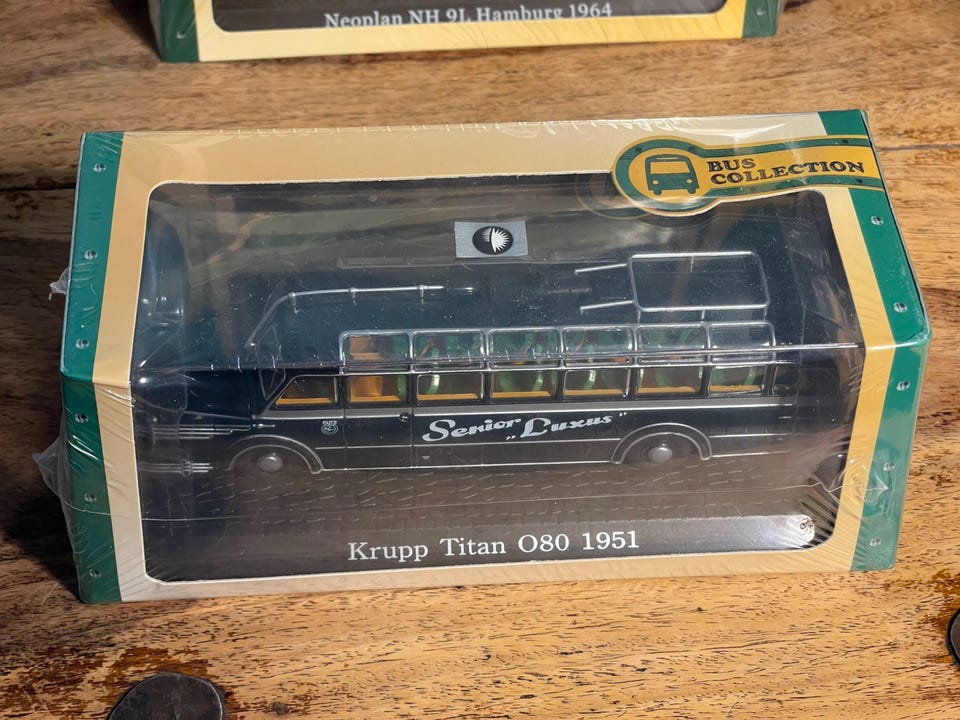 Neoplan NH 9L Hamburg 1964
BUS
COLLECTION
Senior
„Luxus"
Krupp Titan O80 1951